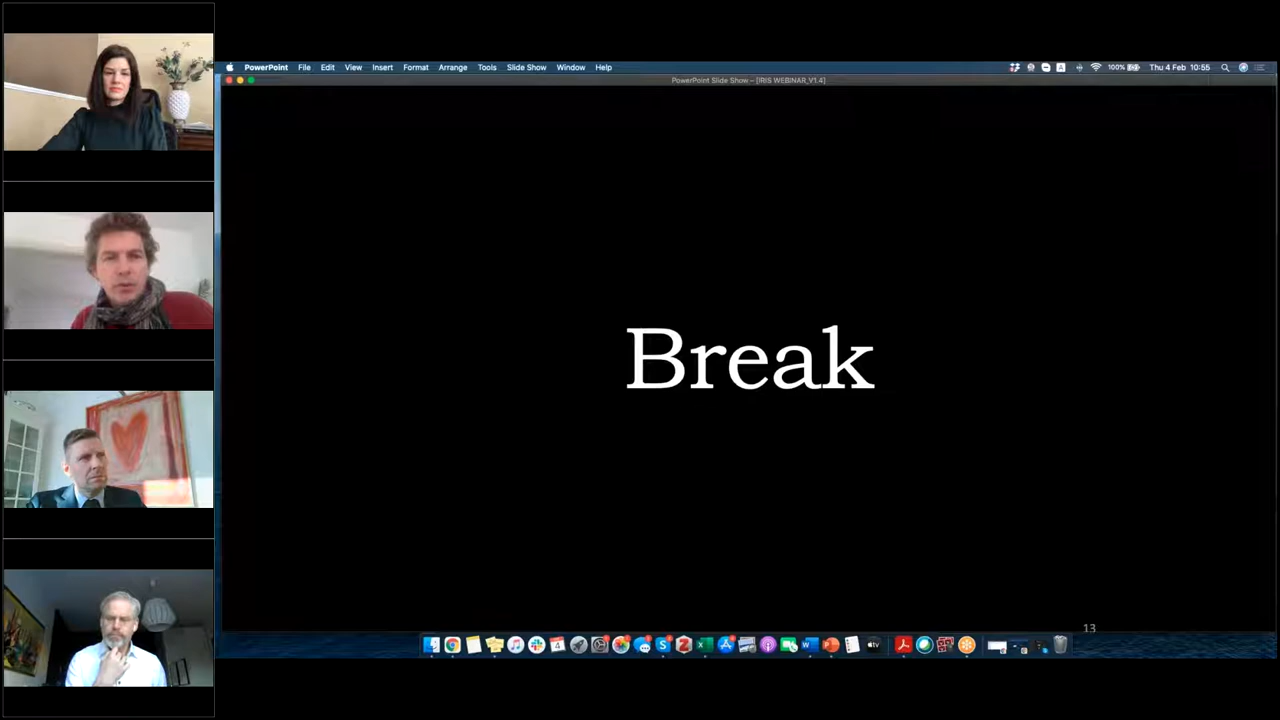 PowerPoint File Edit View Insert Format Arrange Tools Slide Show Window Help 100% Thu 4 Feb 10:55
PowerPoint Slide Show – [IRIS WEBINAR_V1.4]
Break
13